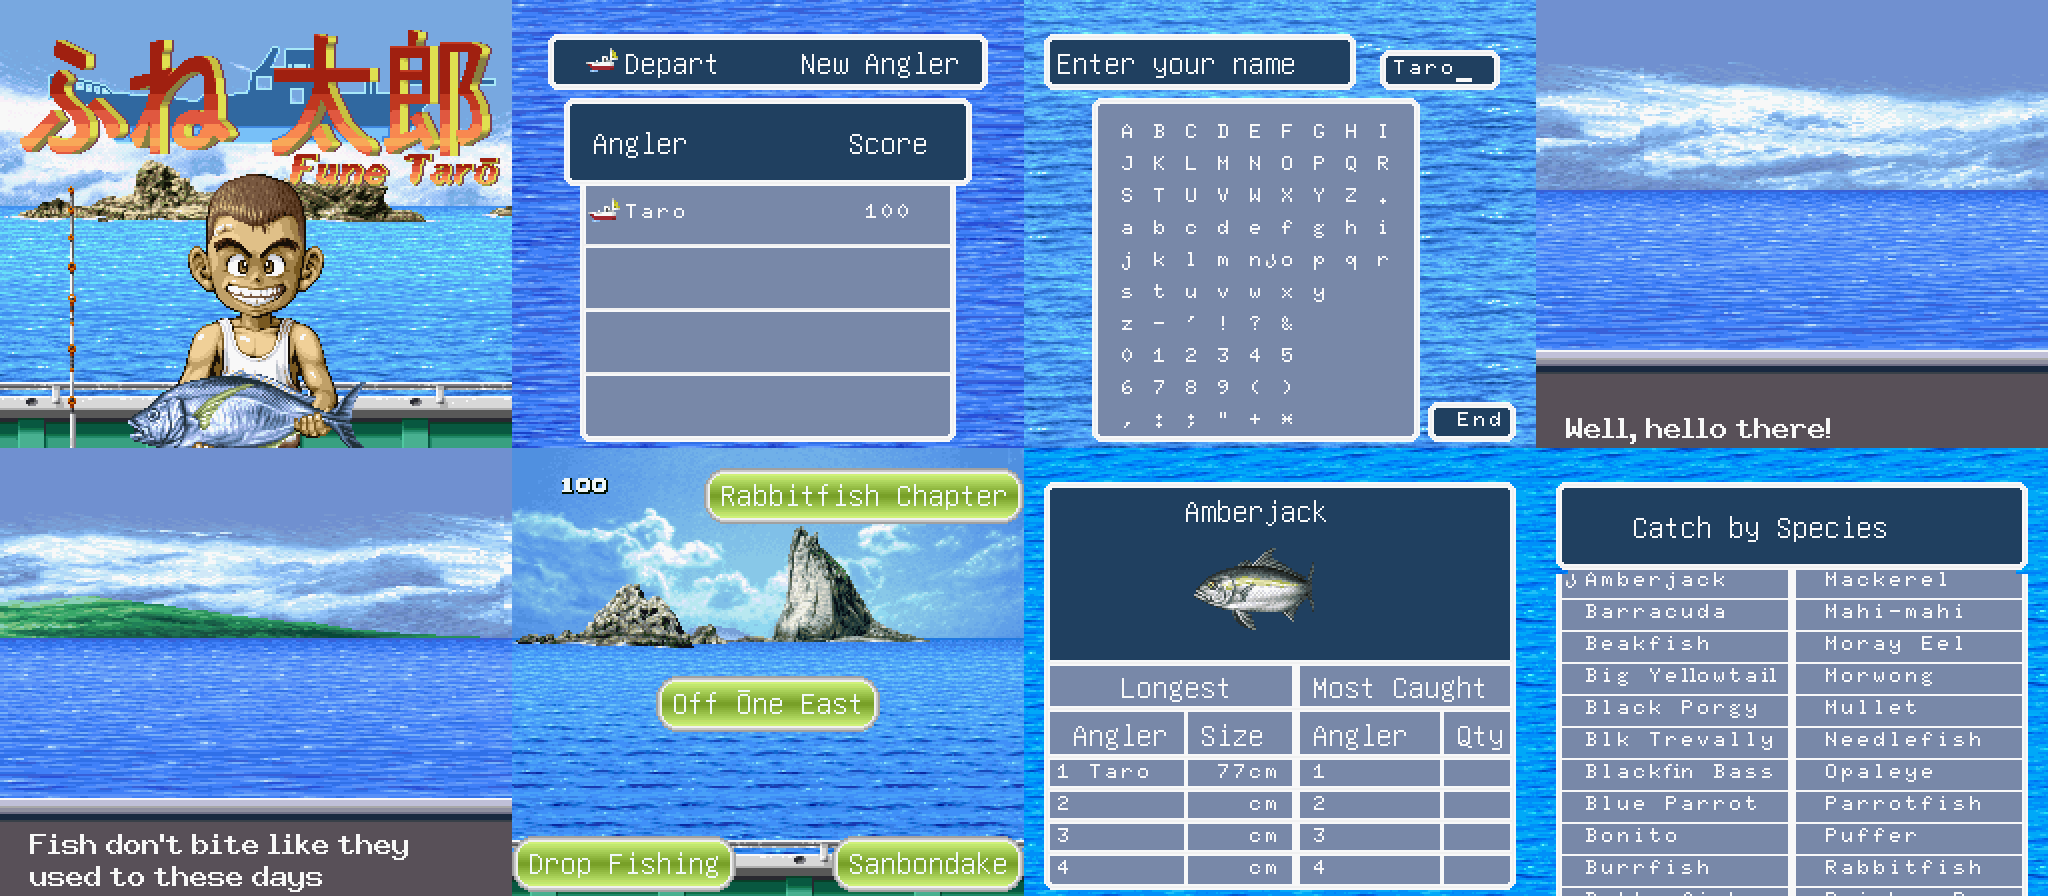 ふね太郎
Fune Tarō
Depart New Angler
Angler Score
Taro 100
Enter your name Taro_
A B C D E F G H I
J K L M N O P Q R
S T U V W X Y Z .
a b c d e f g h i
j k l m n o p q r
s t u v w x y
z - ' ! ? &
0 1 2 3 4 5
6 7 8 9 ( )
, : ; " + *
End
Well, hello there!
Fish don't bite like they
used to these days
100
Rabbitfish Chapter
Off Ōne East
Drop Fishing Sanbondake
Amberjack
Longest Most Caught
Angler Size Angler Qty
1 Taro 77cm 1
2 cm 2
3 cm 3
4 cm 4
Catch by Species
Amberjack Mackerel
Barracuda Mahi-mahi
Beakfish Moray Eel
Big Yellowtail Morwong
Black Porgy Mullet
Blk Trevally Needlefish
Blackfin Bass Opaleye
Blue Parrot Parrotfish
Bonito Puffer
Burrfish Rabbitfish